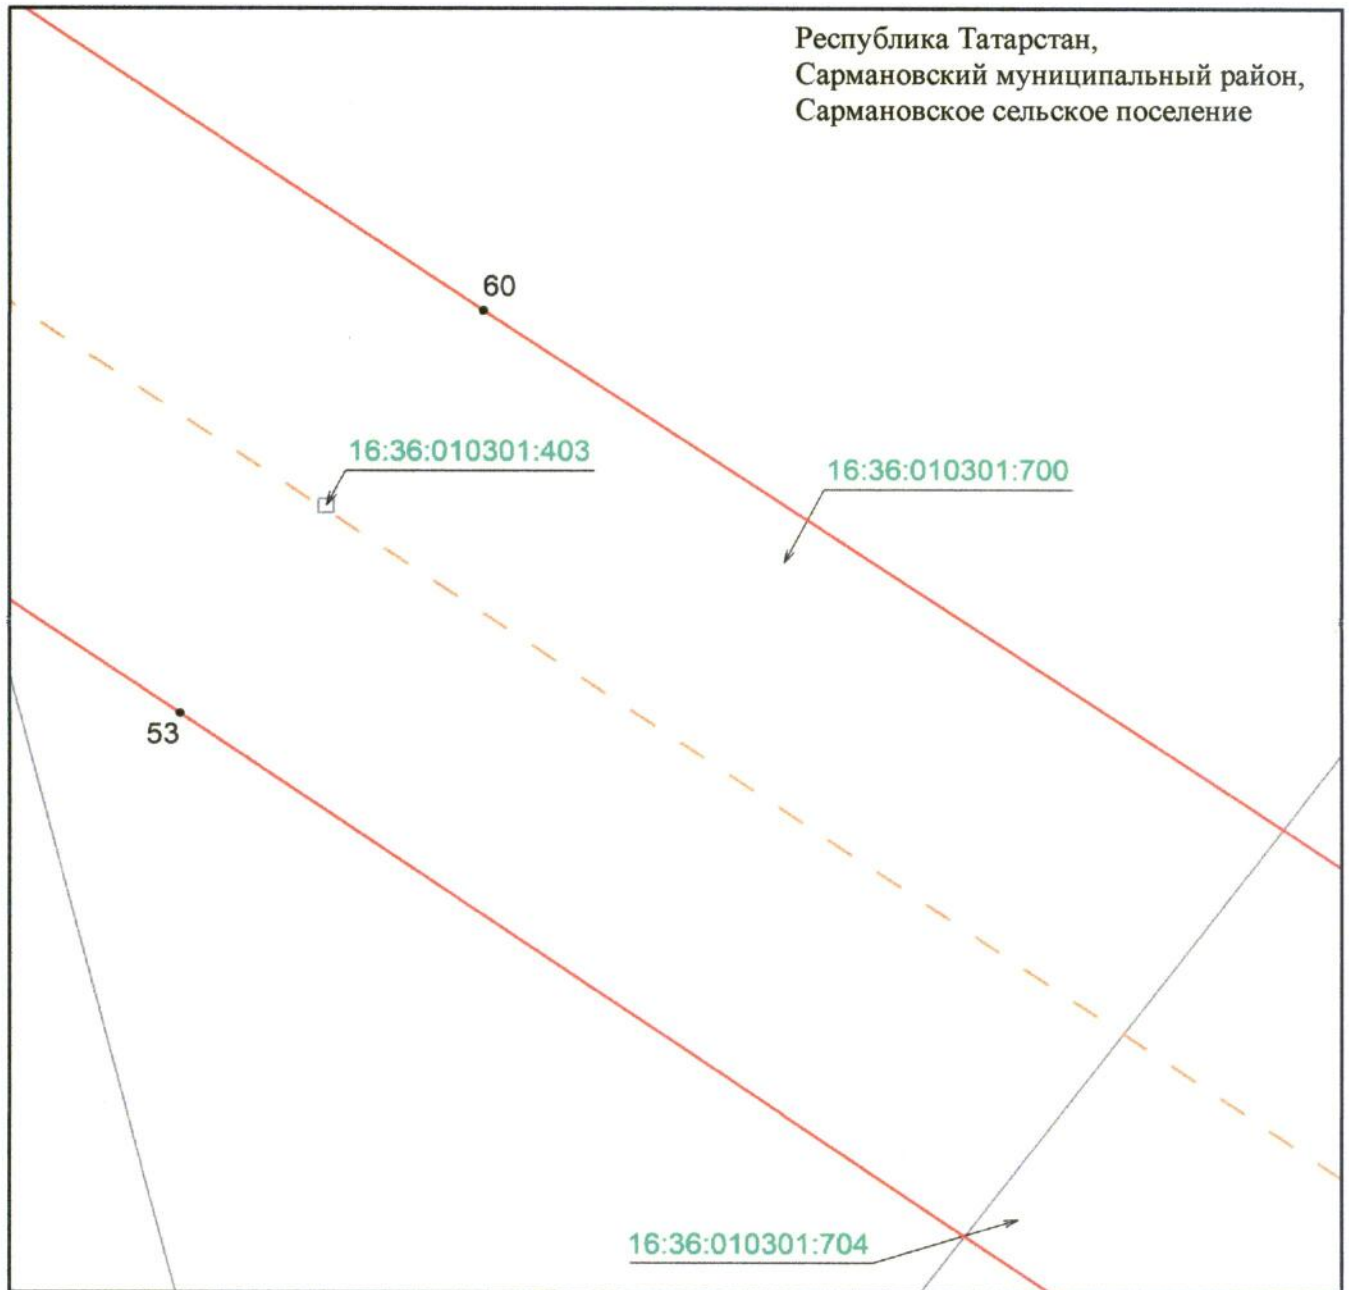 Республика Татарстан,
Сармановский муниципальный район,
Сармановское сельское поселение
60
16:36:010301:403
16:36:010301:700
53
16:36:010301:704